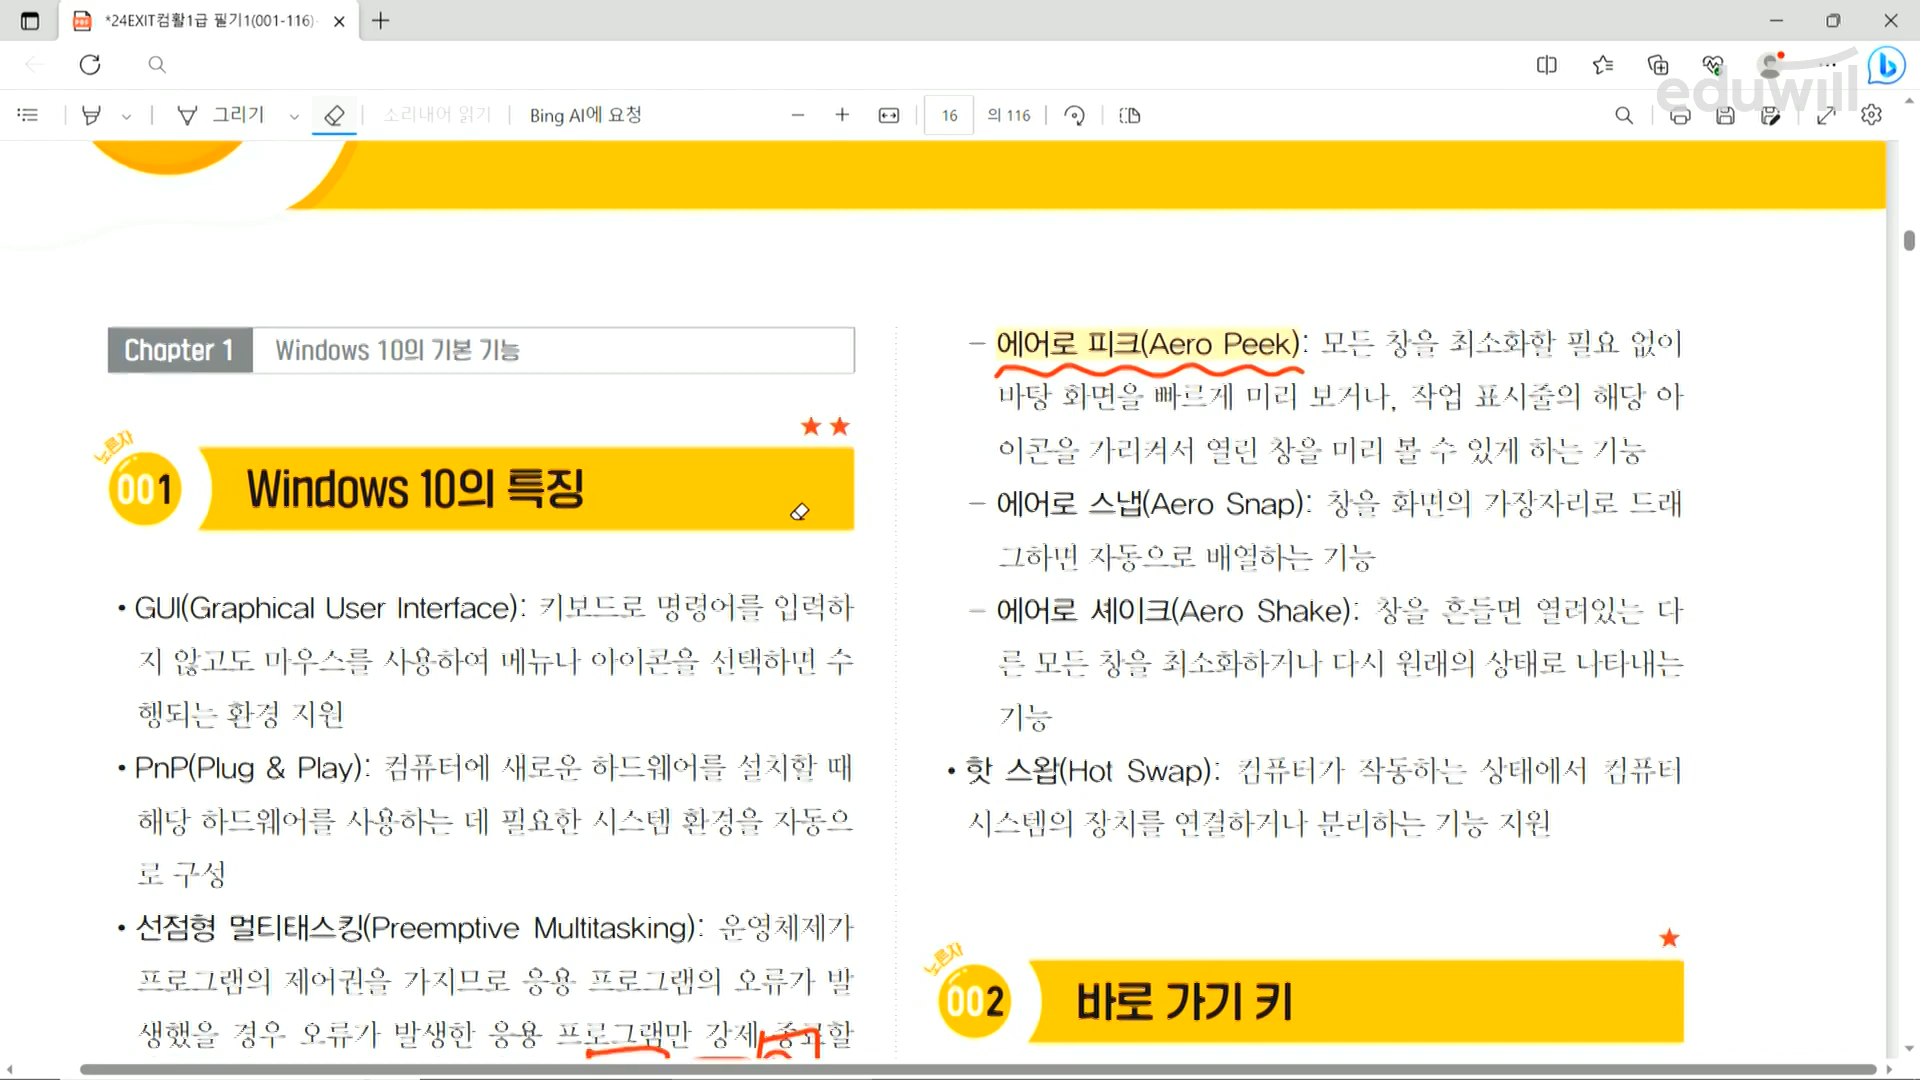 *24EXIT컴활1급 필기1(001-116)
그리기
소리내어 읽기
Bing AI에 요청
16
의 116
eduwill
Chapter 1
Windows 10의 기본 기능
노른자
001
Windows 10의 특징
• GUI(Graphical User Interface): 키보드로 명령어를 입력하
지 않고도 마우스를 사용하여 메뉴나 아이콘을 선택하면 수
행되는 환경 지원
• PnP(Plug & Play): 컴퓨터에 새로운 하드웨어를 설치할 때
해당 하드웨어를 사용하는 데 필요한 시스템 환경을 자동으
로 구성
• 선점형 멀티태스킹(Preemptive Multitasking): 운영체제가
프로그램의 제어권을 가지므로 응용 프로그램의 오류가 발
생했을 경우 오류가 발생한 응용 프로그램만 강제 종료할
– 에어로 피크(Aero Peek): 모든 창을 최소화할 필요 없이
바탕 화면을 빠르게 미리 보거나, 작업 표시줄의 해당 아
이콘을 가리켜서 열린 창을 미리 볼 수 있게 하는 기능
– 에어로 스냅(Aero Snap): 창을 화면의 가장자리로 드래
그하면 자동으로 배열하는 기능
– 에어로 셰이크(Aero Shake): 창을 흔들면 열려있는 다
른 모든 창을 최소화하거나 다시 원래의 상태로 나타내는
기능
• 핫 스왑(Hot Swap): 컴퓨터가 작동하는 상태에서 컴퓨터
시스템의 장치를 연결하거나 분리하는 기능 지원
노른자
002
바로 가기 키